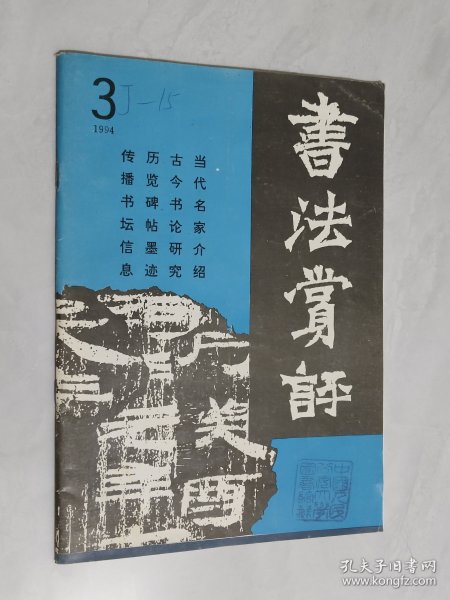 書法賞評
3
J-15
1994
当代名家介绍
古今书论研究
历览碑帖墨迹
传播书坛信息
孔夫子旧书网
www.kongfz.com